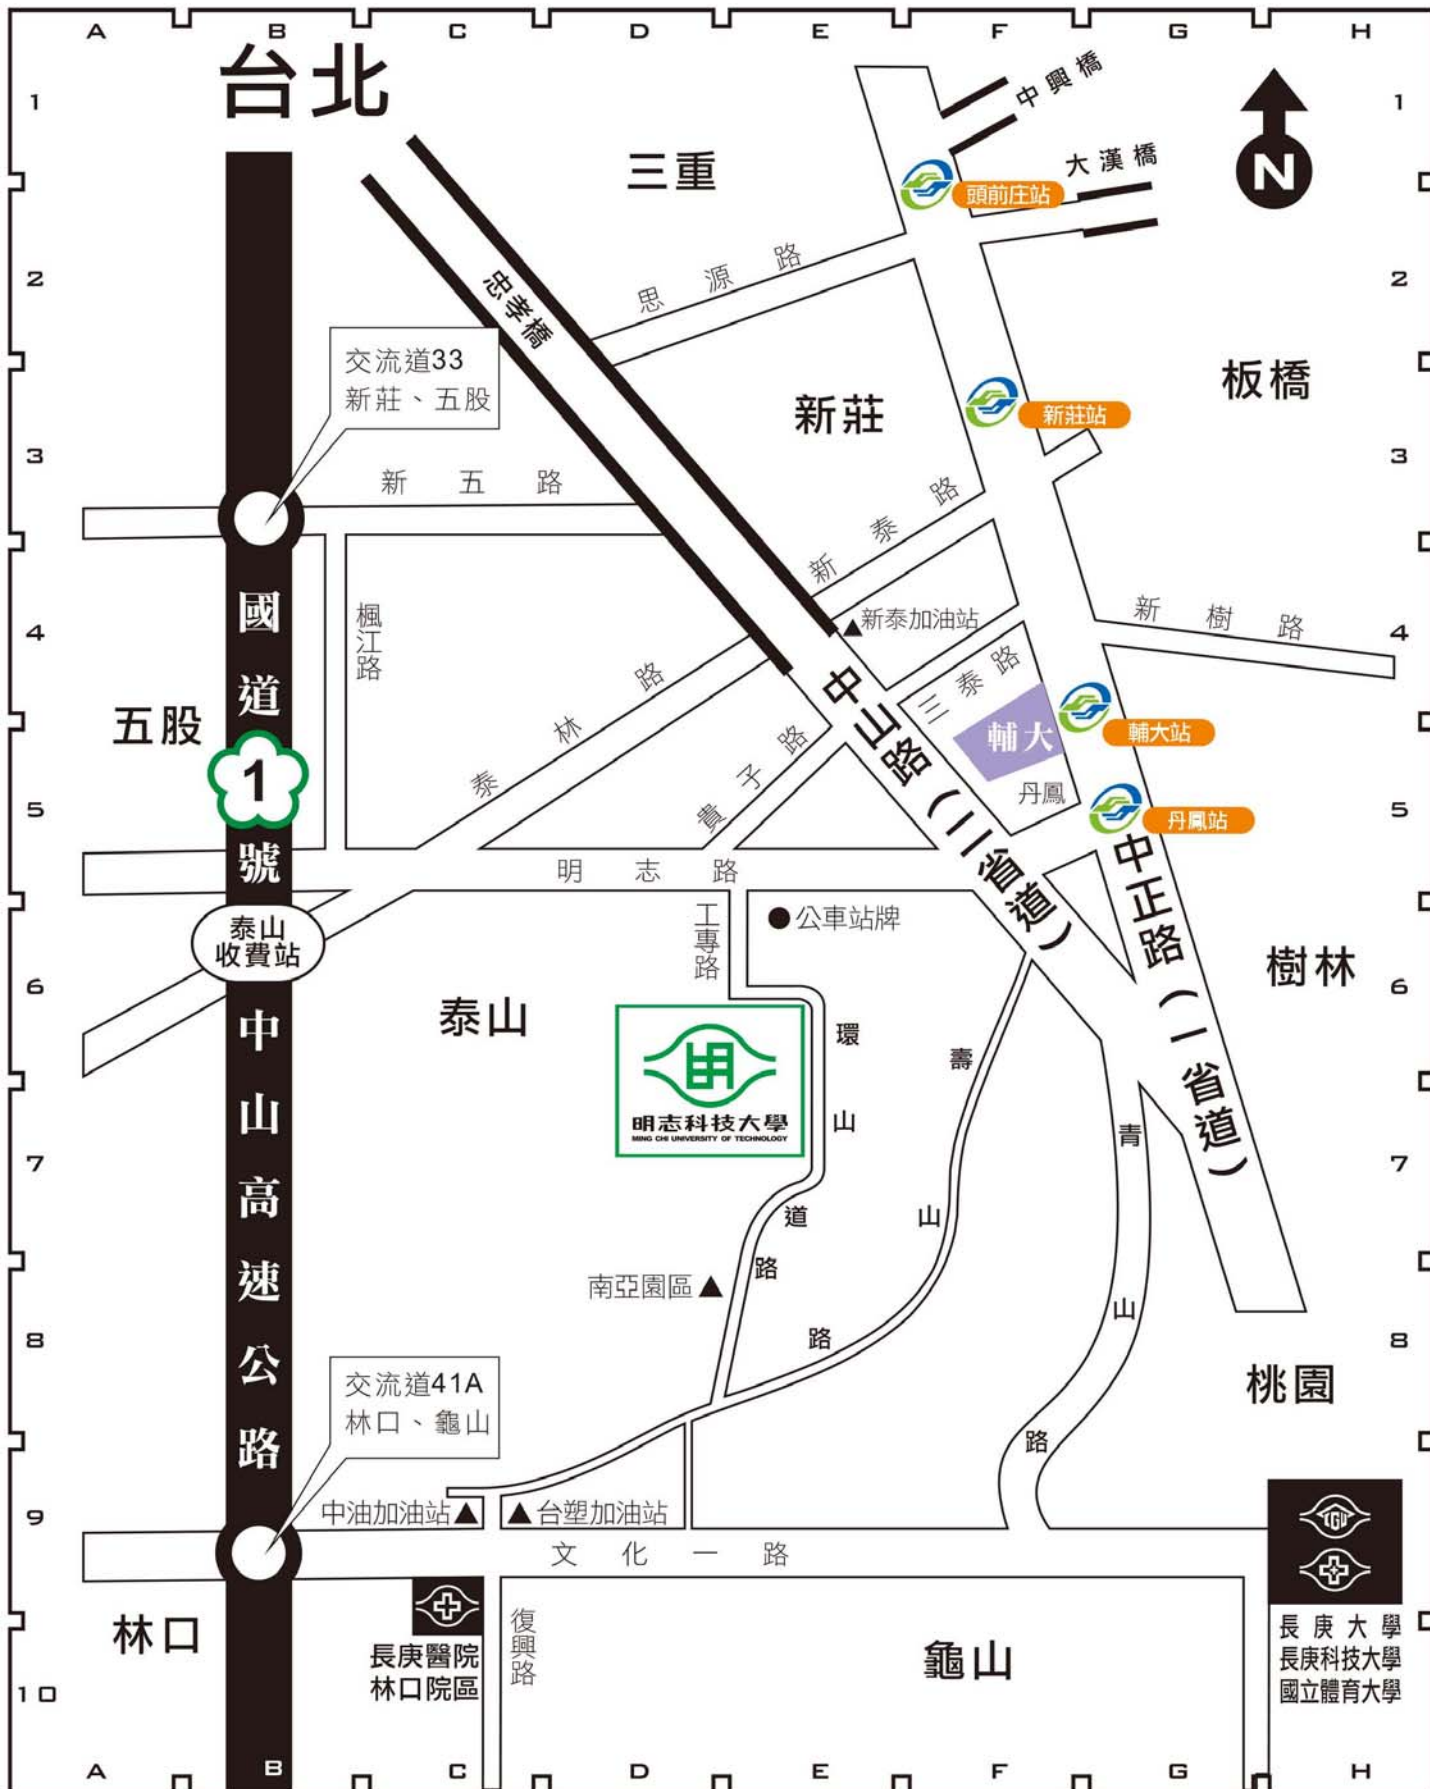 A B C D E F G H
台北
1 1
中興橋
大漢橋
N
三重
頭前庄站
思源路
2 2
忠孝橋
交流道33
新莊、五股
板橋
新莊
新莊站
3 3
新五路
新泰路
國道
1
號
楓江路
4 4
新泰加油站
新樹路
泰林路
三泰路
中山路(二省道)
五股
貴子路
輔大
輔大站
丹鳳
5 5
丹鳳站
中正路(一省道)
明志路
泰山
收費站
工專路
公車站牌
樹林
6 6
泰山
中山高速公路
環山道路
壽山路
明志科技大學
MING CHI UNIVERSITY OF TECHNOLOGY
青山路
7 7
南亞園區
8 8
交流道41A
林口、龜山
桃園
9
中油加油站
台塑加油站
CGU
文化一路
林口
長庚醫院
林口院區
復興路
龜山
長庚大學
長庚科技大學
國立體育大學
10
A B C D E F G H